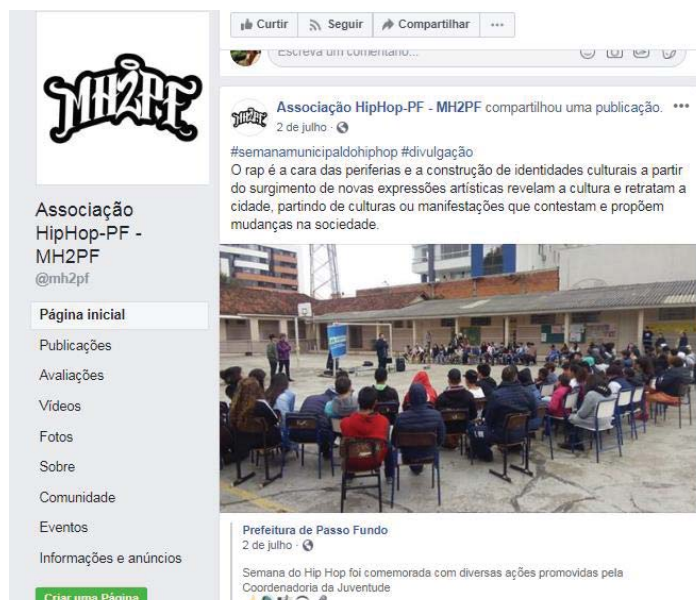 Curtir Seguir Compartilhar ...
Escreva um comentário...
MH2PF
Associação
HipHop-PF -
MH2PF
@mh2pf
Página inicial
Publicações
Avaliações
Vídeos
Fotos
Sobre
Comunidade
Eventos
Informações e anúncios
Criar uma Página
MH2PF
Associação HipHop-PF - MH2PF compartilhou uma publicação. ...
2 de julho ·
#semanamunicipaldohiphop #divulgação
O rap é a cara das periferias e a construção de identidades culturais a partir
do surgimento de novas expressões artísticas revelam a cultura e retratam a
cidade, partindo de culturas ou manifestações que contestam e propõem
mudanças na sociedade.
Prefeitura de Passo Fundo
2 de julho ·
Semana do Hip Hop foi comemorada com diversas ações promovidas pela
Coordenadoria da Juventude